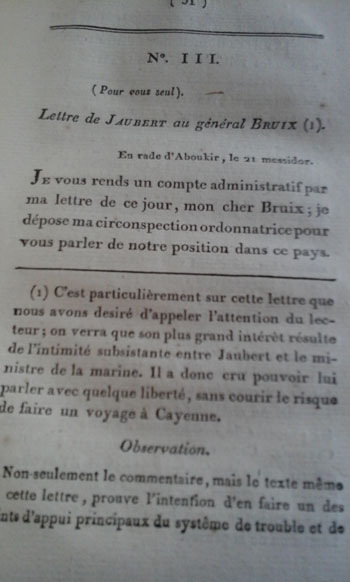 ( 31 )
N°. III.
(Pour vous seul).
Lettre de JAUBERT au général BRUIX (1).
En rade d'Aboukir, le 21 messidor.
JE vous rends un compte administratif par
ma lettre de ce jour, mon cher Bruix; je
dépose ma circonspection ordonnatrice pour
vous parler de notre position dans ce pays.
(1) C'est particulièrement sur cette lettre que
nous avons desiré d'appeler l'attention du lec-
teur; on verra que son plus grand intérêt résulte
de l'intimité subsistante entre Jaubert et le mi-
nistre de la marine. Il a donc cru pouvoir lui
parler avec quelque liberté, sans courir le risque
de faire un voyage à Cayenne.
Observation.
Non-seulement le commentaire, mais le texte même
cette lettre, prouve l'intention d'en faire un des
nts d'appui principaux du système de trouble et de